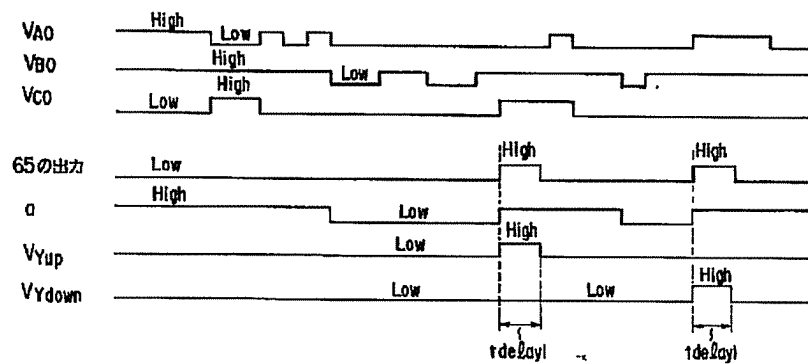 VAO High Low
VBO High Low
VCO Low High
65の出力 Low High High
a High Low
VYup Low High
VYdown Low Low High
tdelay1 tdelay1